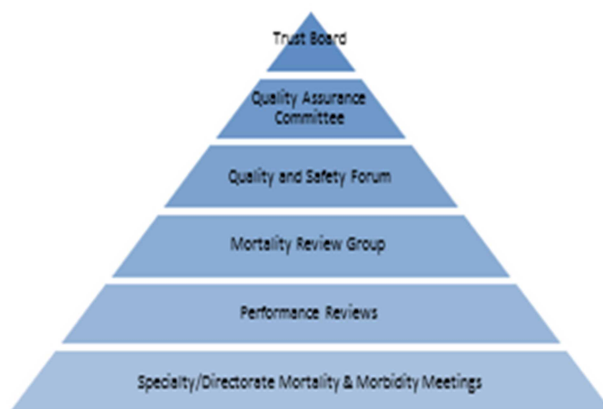 Trust Board
Quality Assurance
Committee
Quality and Safety Forum
Mortality Review Group
Performance Reviews
Specialty/Directorate Mortality & Morbidity Meetings